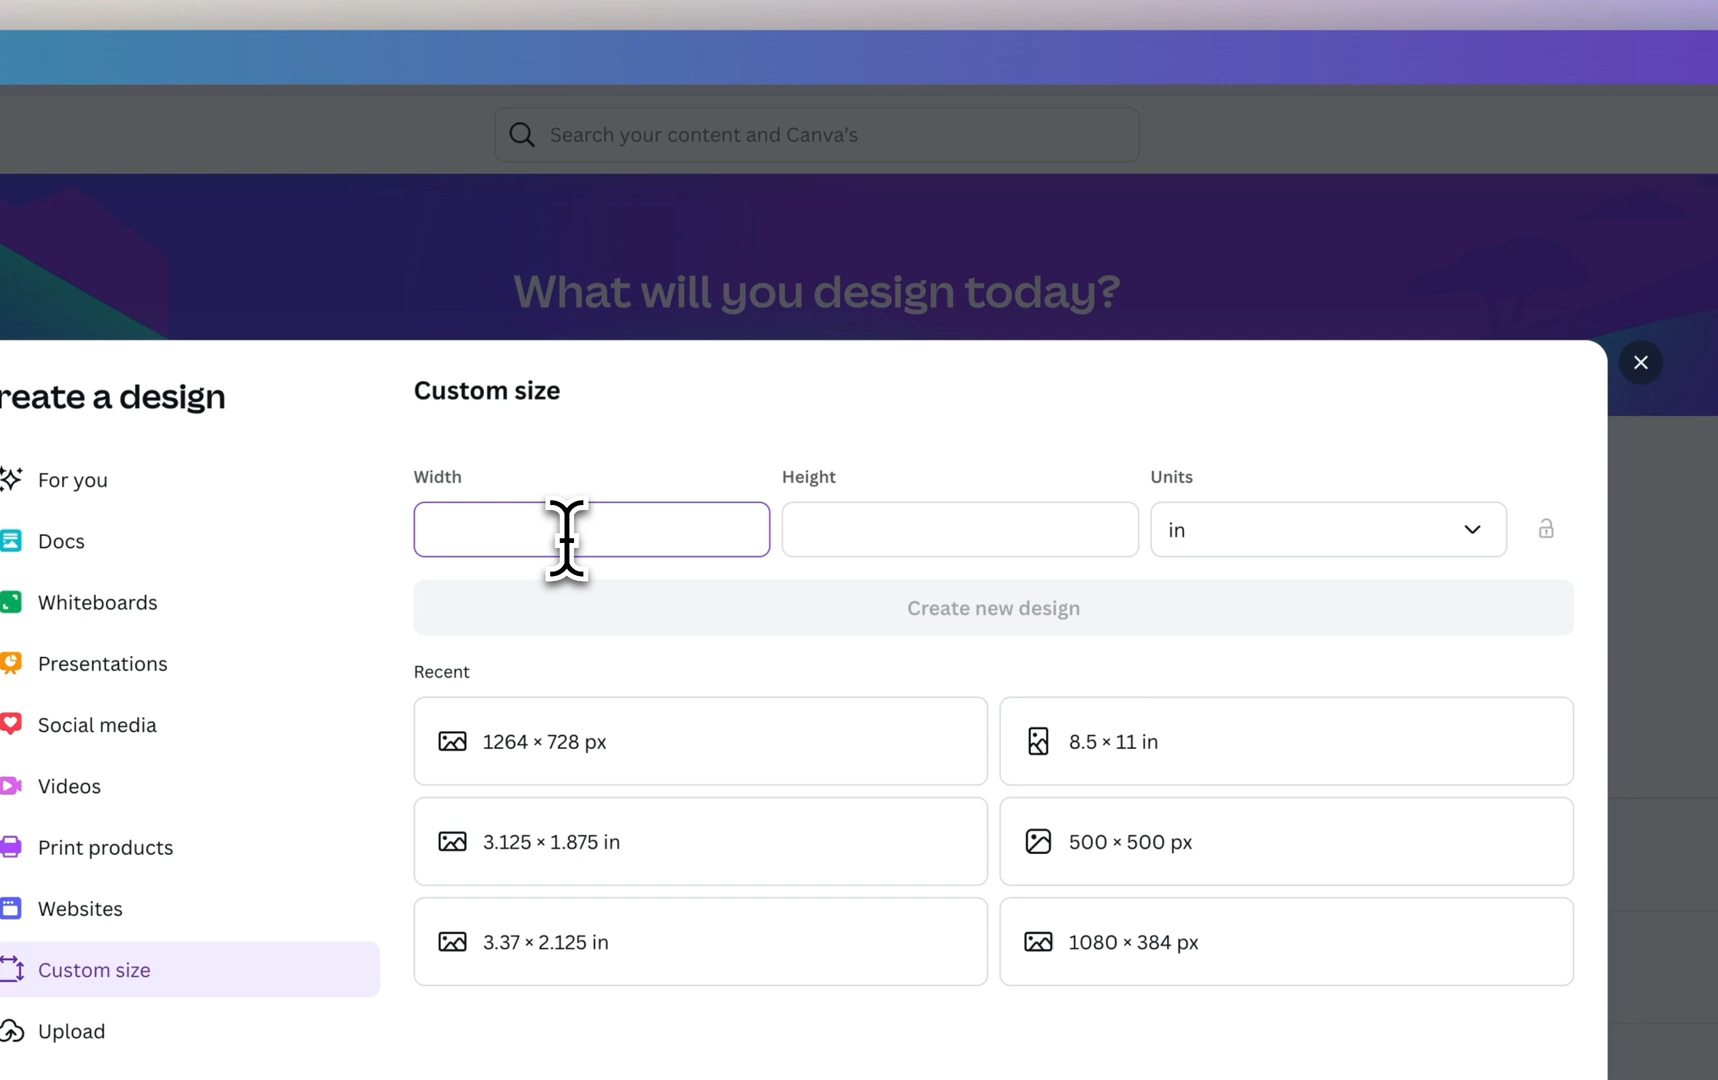 Search your content and Canva's
What will you design today?
reate a design
Custom size
For you
Docs
Whiteboards
Presentations
Social media
Videos
Print products
Websites
Custom size
Upload
Width
Height
Units
in
Create new design
Recent
1264 × 728 px
8.5 × 11 in
3.125 × 1.875 in
500 × 500 px
3.37 × 2.125 in
1080 × 384 px